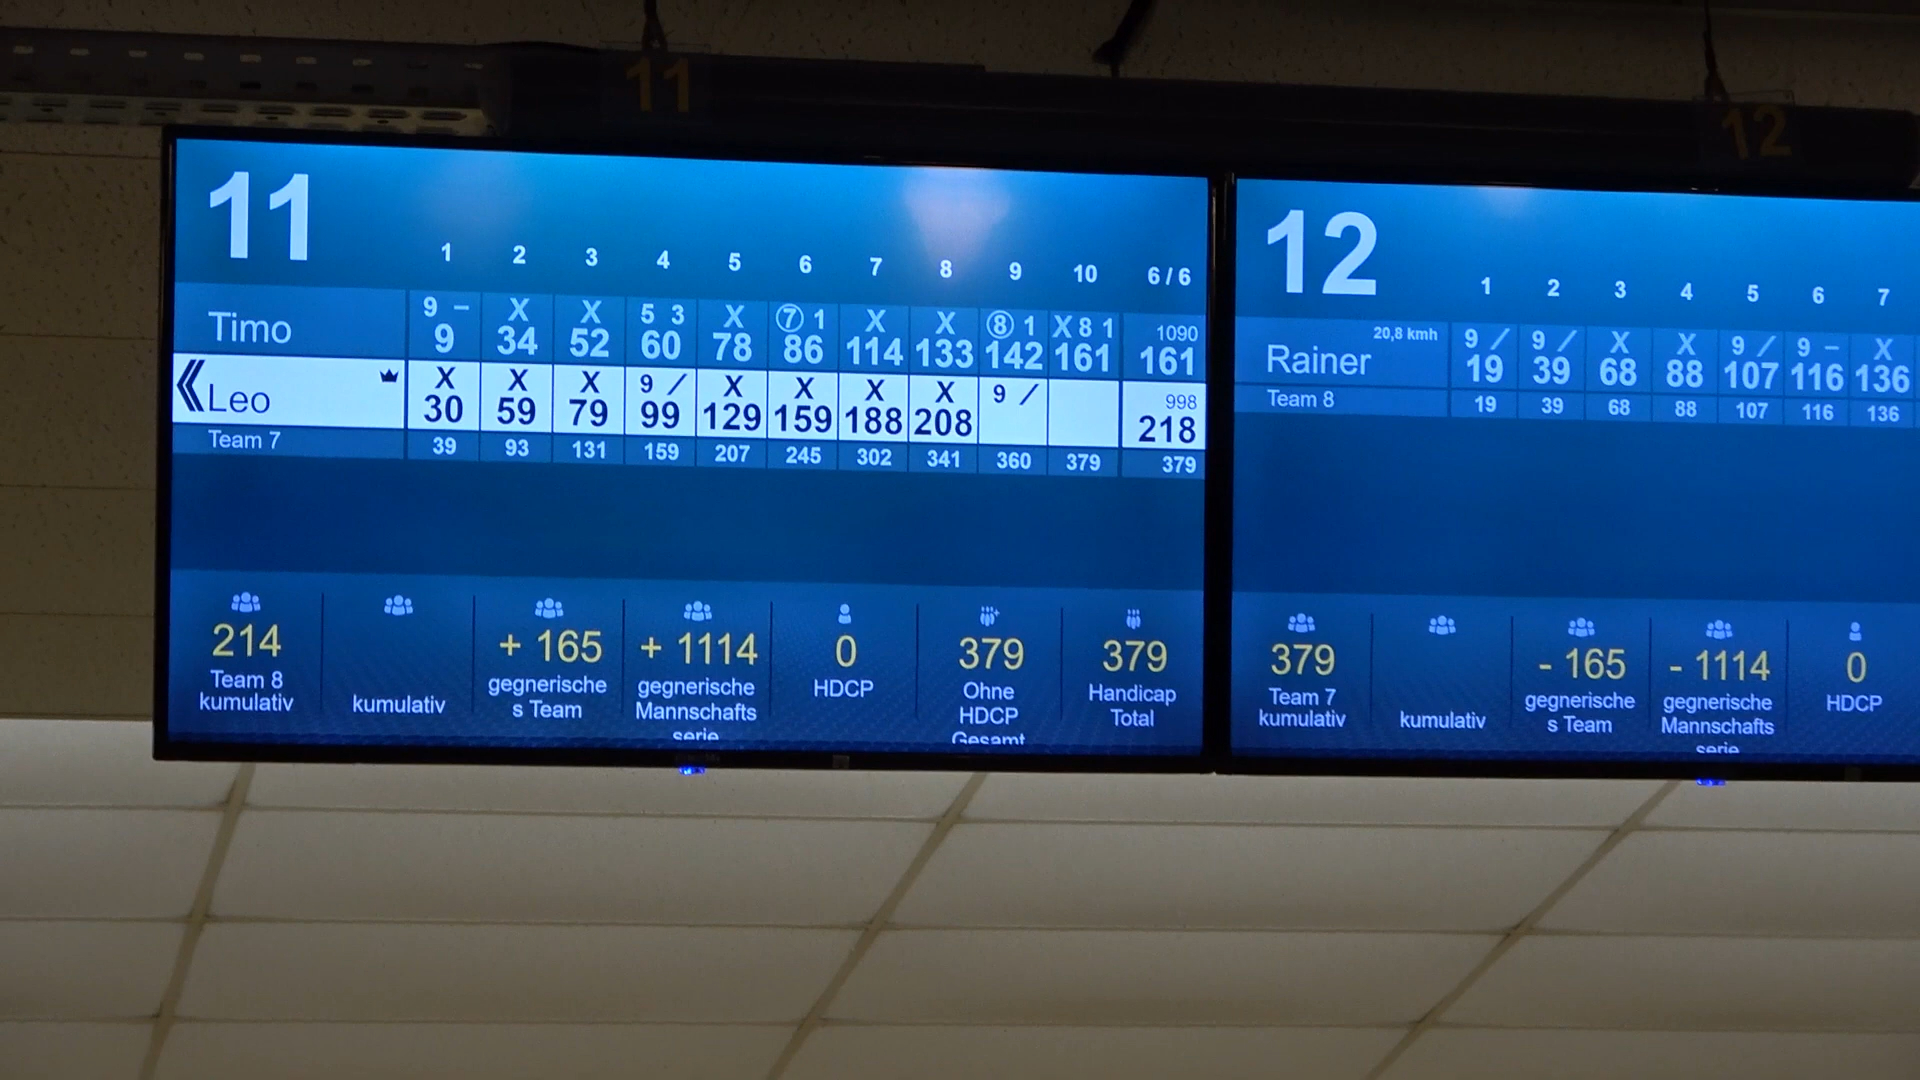 11
12
11
1 2 3 4 5 6 7 8 9 10 6 / 6
Timo
9 – X X 5 3 X ⑦ 1 X X ⑧ 1 X 8 1 1090
9 34 52 60 78 86 114 133 142 161 161
Leo
X X X 9 / X X X X 9 / 998
30 59 79 99 129 159 188 208 218
Team 7 39 93 131 159 207 245 302 341 360 379 379
214
Team 8
kumulativ
kumulativ
+ 165
gegnerische
s Team
+ 1114
gegnerische
Mannschafts
serie
0
HDCP
379
Ohne
HDCP
Gesamt
379
Handicap
Total
12
1 2 3 4 5 6 7
Rainer 20,8 kmh
9 / 9 / X X 9 / 9 – X
19 39 68 88 107 116 136
Team 8 19 39 68 88 107 116 136
379
Team 7
kumulativ
kumulativ
- 165
gegnerische
s Team
- 1114
gegnerische
Mannschafts
serie
0
HDCP